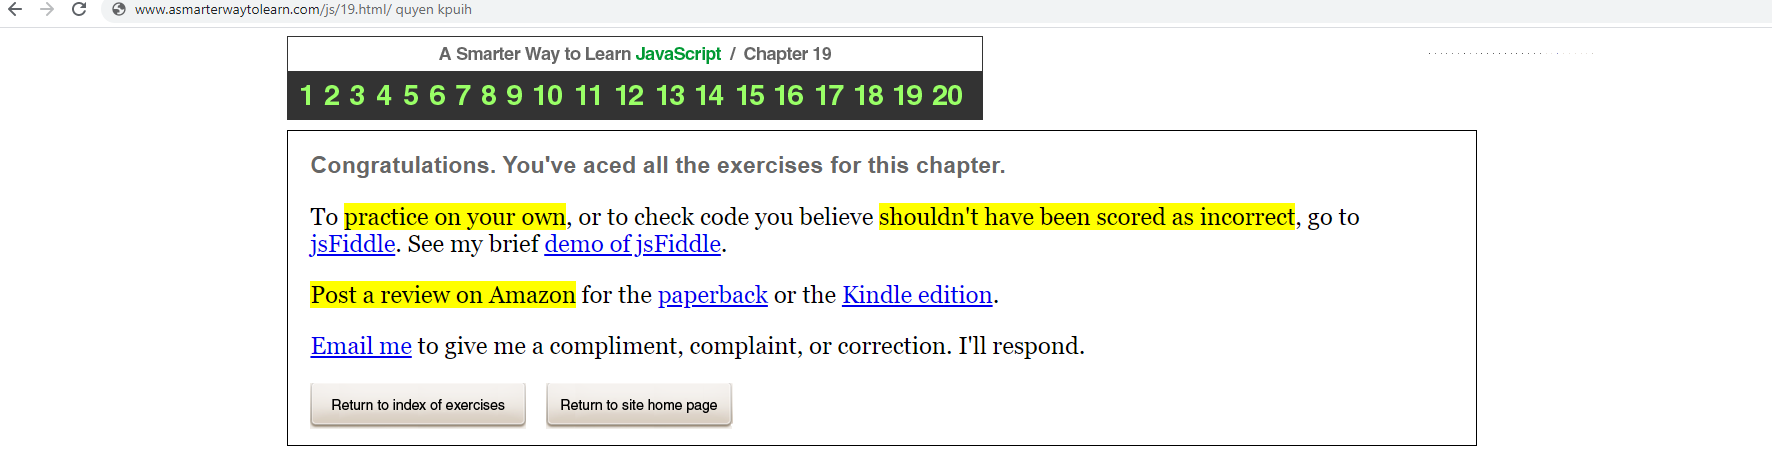 www.asmarterwaytolearn.com/js/19.html/ quyen kpuih
A Smarter Way to Learn JavaScript / Chapter 19
1 2 3 4 5 6 7 8 9 10 11 12 13 14 15 16 17 18 19 20
Congratulations. You've aced all the exercises for this chapter.
To practice on your own, or to check code you believe shouldn't have been scored as incorrect, go to
jsFiddle. See my brief demo of jsFiddle.
Post a review on Amazon for the paperback or the Kindle edition.
Email me to give me a compliment, complaint, or correction. I'll respond.
Return to index of exercises Return to site home page